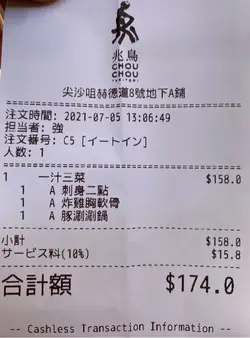 兆鳥
CHOU
CHOU
YAKITORI
尖沙咀赫德道8號地下A舖
注文時間: 2021-07-05 13:06:49
担当者: 強
注文番号: C5 [イートイン]
人数: 1
1 一汁三菜 $158.0
1 A 刺身二點
1 A 炸雞胸軟骨
1 A 豚涮涮鍋
小計 $158.0
サービス料(10%) $15.8
合計額 $174.0
-- Cashless Transaction Information --